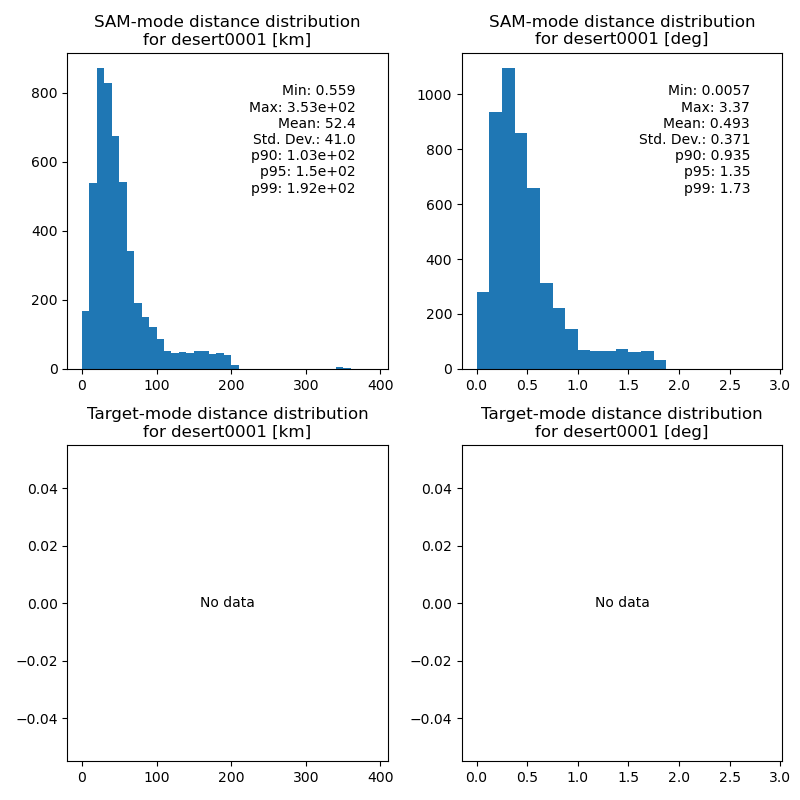 SAM-mode distance distribution
for desert0001 [km]
800
600
400
200
0
Min: 0.559
Max: 3.53e+02
Mean: 52.4
Std. Dev.: 41.0
p90: 1.03e+02
p95: 1.5e+02
p99: 1.92e+02
0 100 200 300 400
SAM-mode distance distribution
for desert0001 [deg]
1000
800
600
400
200
0
Min: 0.0057
Max: 3.37
Mean: 0.493
Std. Dev.: 0.371
p90: 0.935
p95: 1.35
p99: 1.73
0.0 0.5 1.0 1.5 2.0 2.5 3.0
Target-mode distance distribution
for desert0001 [km]
0.04
0.02
0.00
−0.02
−0.04
No data
0 100 200 300 400
Target-mode distance distribution
for desert0001 [deg]
0.04
0.02
0.00
−0.02
−0.04
No data
0.0 0.5 1.0 1.5 2.0 2.5 3.0